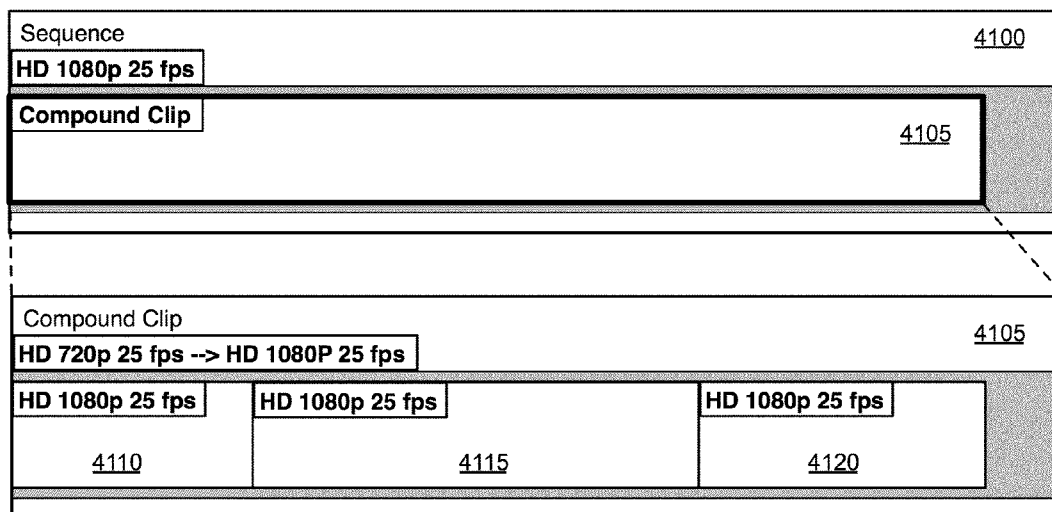 Sequence
4100
HD 1080p 25 fps
Compound Clip
4105
Compound Clip
4105
HD 720p 25 fps --> HD 1080P 25 fps
HD 1080p 25 fps
HD 1080p 25 fps
HD 1080p 25 fps
4110
4115
4120